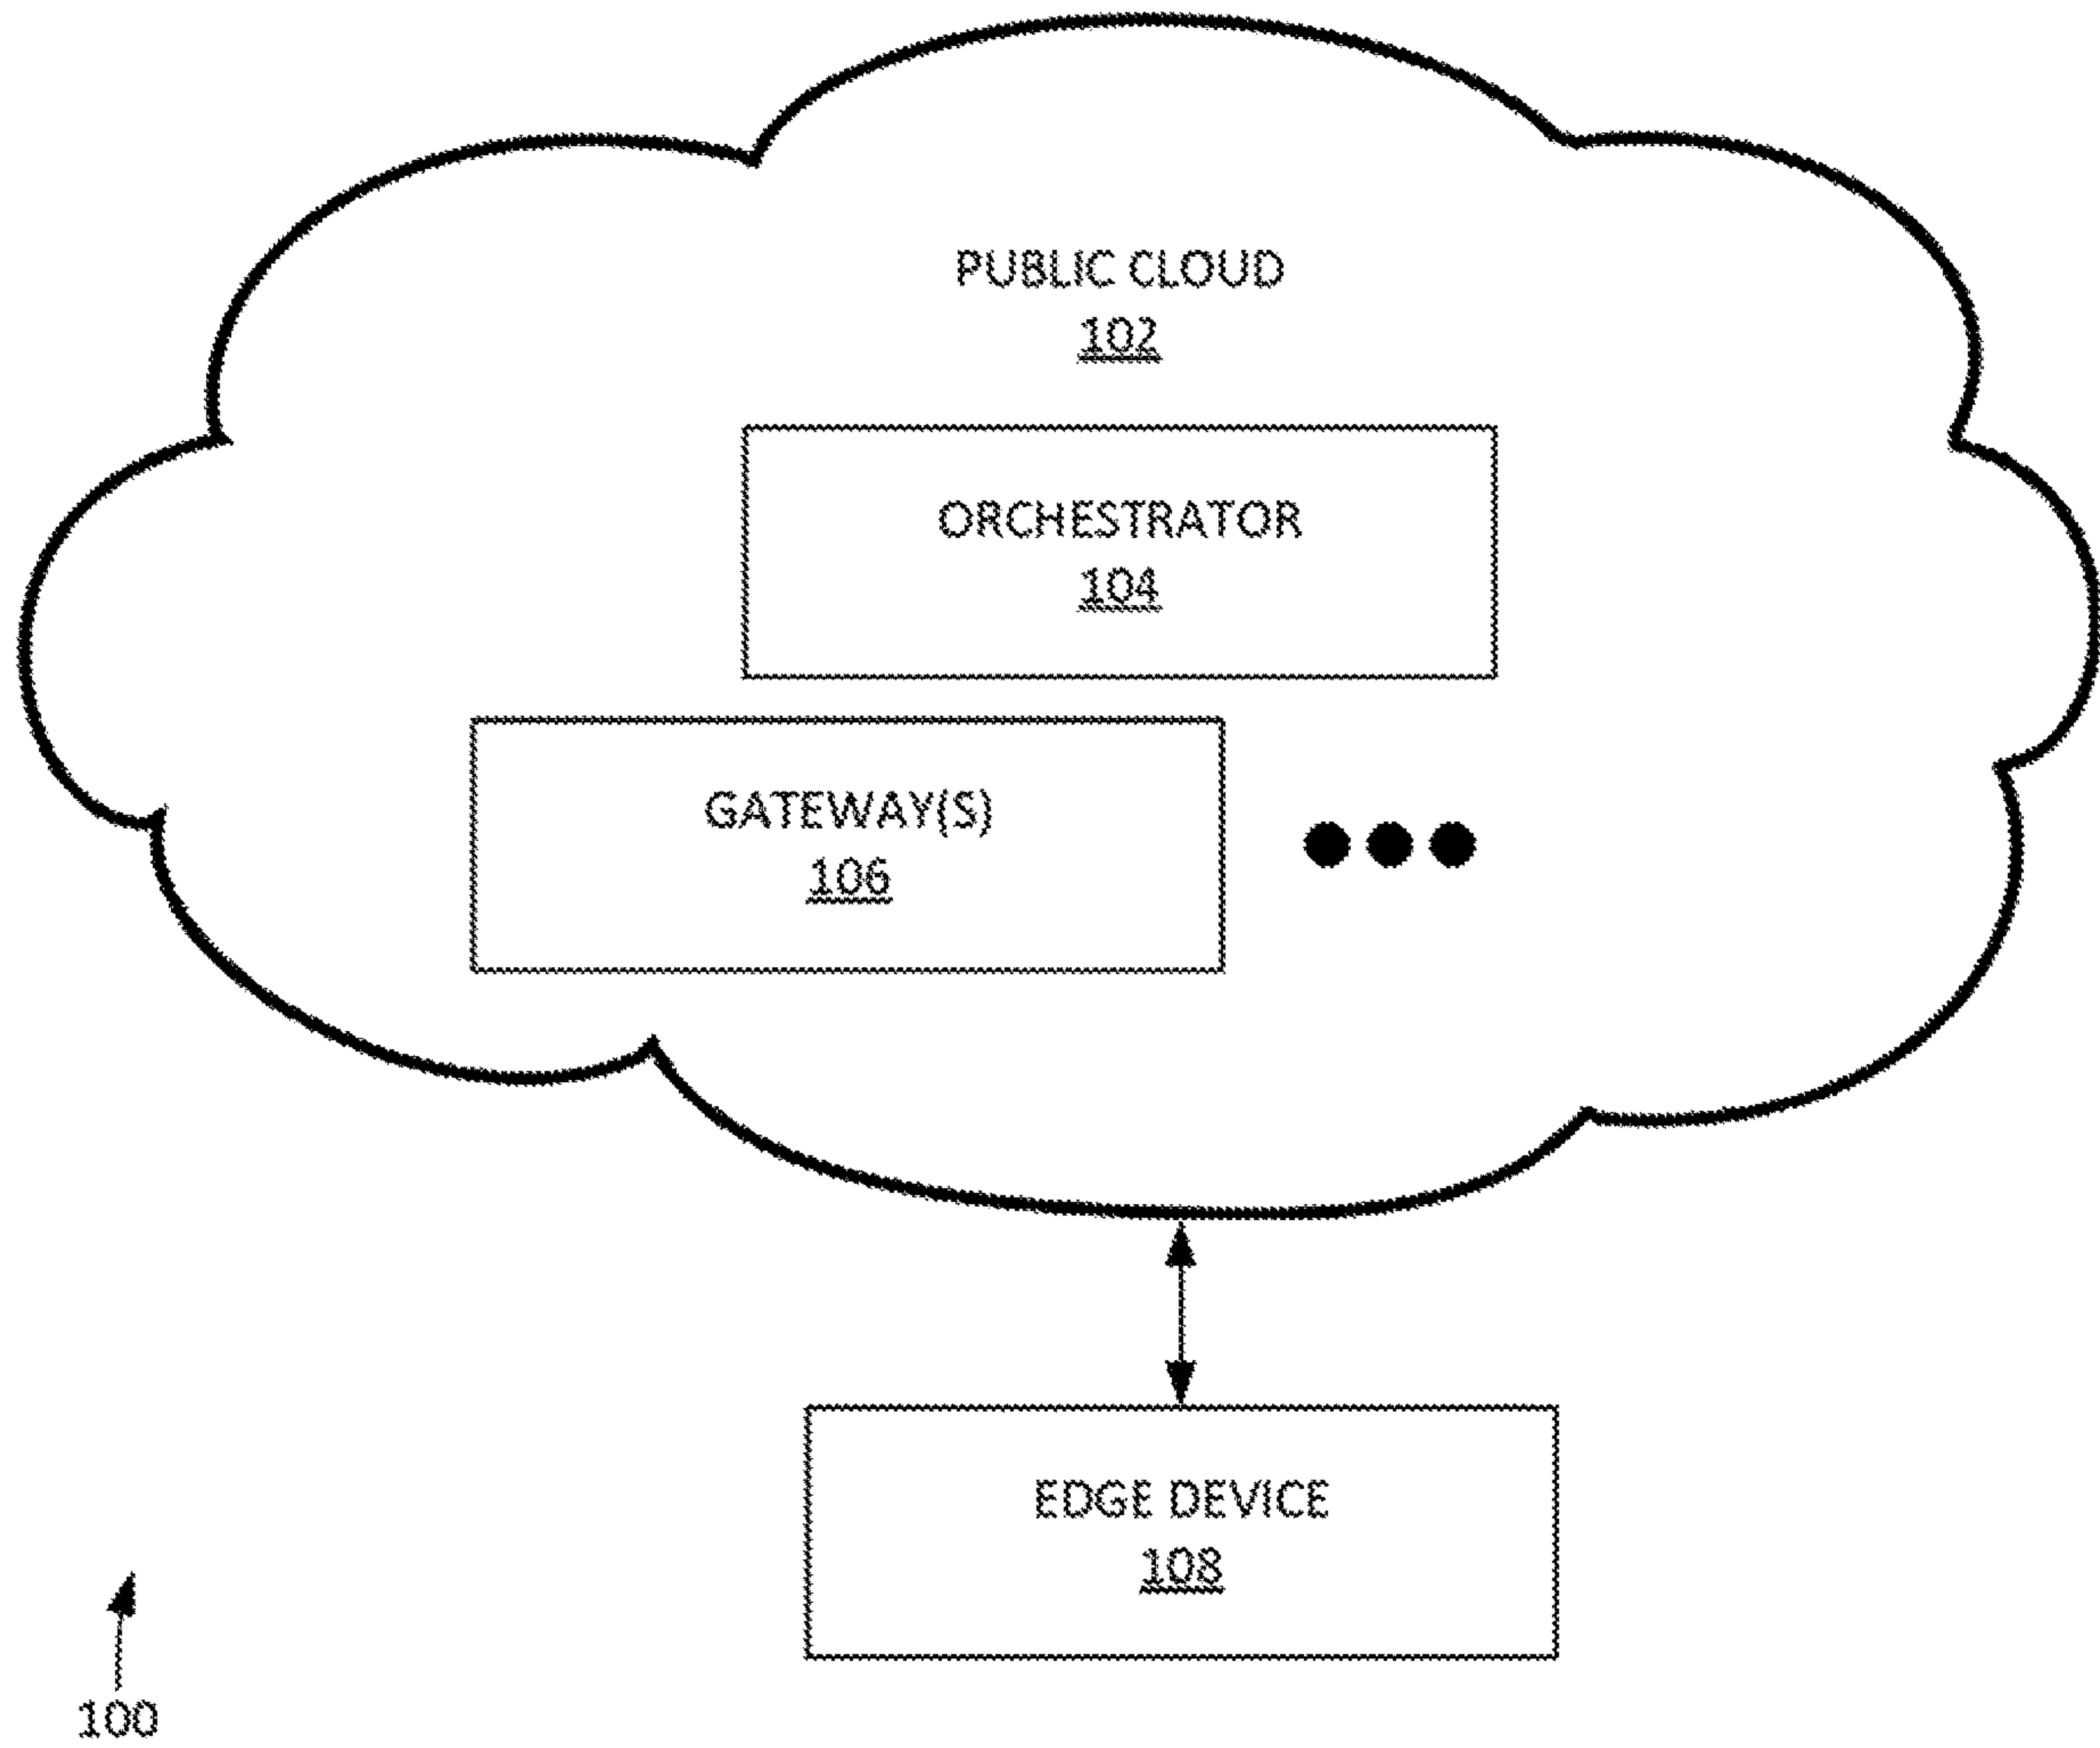 PUBLIC CLOUD
102
ORCHESTRATOR
104
GATEWAY(S)
106
EDGE DEVICE
108
100